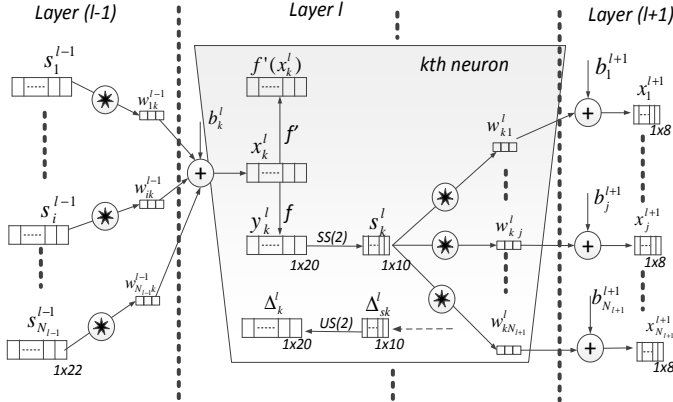 Layer (l-1)
Layer l
Layer (l+1)
kth neuron
s_1^{l-1}
w_{1k}^{l-1}
b_k^l
f'(x_k^l)
f'
x_k^l
f
y_k^l
SS(2)
s_k^l
1x20
1x10
w_{k1}^l
b_1^{l+1}
x_1^{l+1}
1x8
s_i^{l-1}
w_{ik}^{l-1}
w_{kj}^l
b_j^{l+1}
x_j^{l+1}
1x8
s_{N_{l-1}}^{l-1}
w_{N_{l-1}k}^{l-1}
1x22
Δ_k^l
US(2)
Δ_{sk}^l
1x20
1x10
w_{kN_{l+1}}^l
b_{N_{l+1}}^{l+1}
x_{N_{l+1}}^{l+1}
1x8